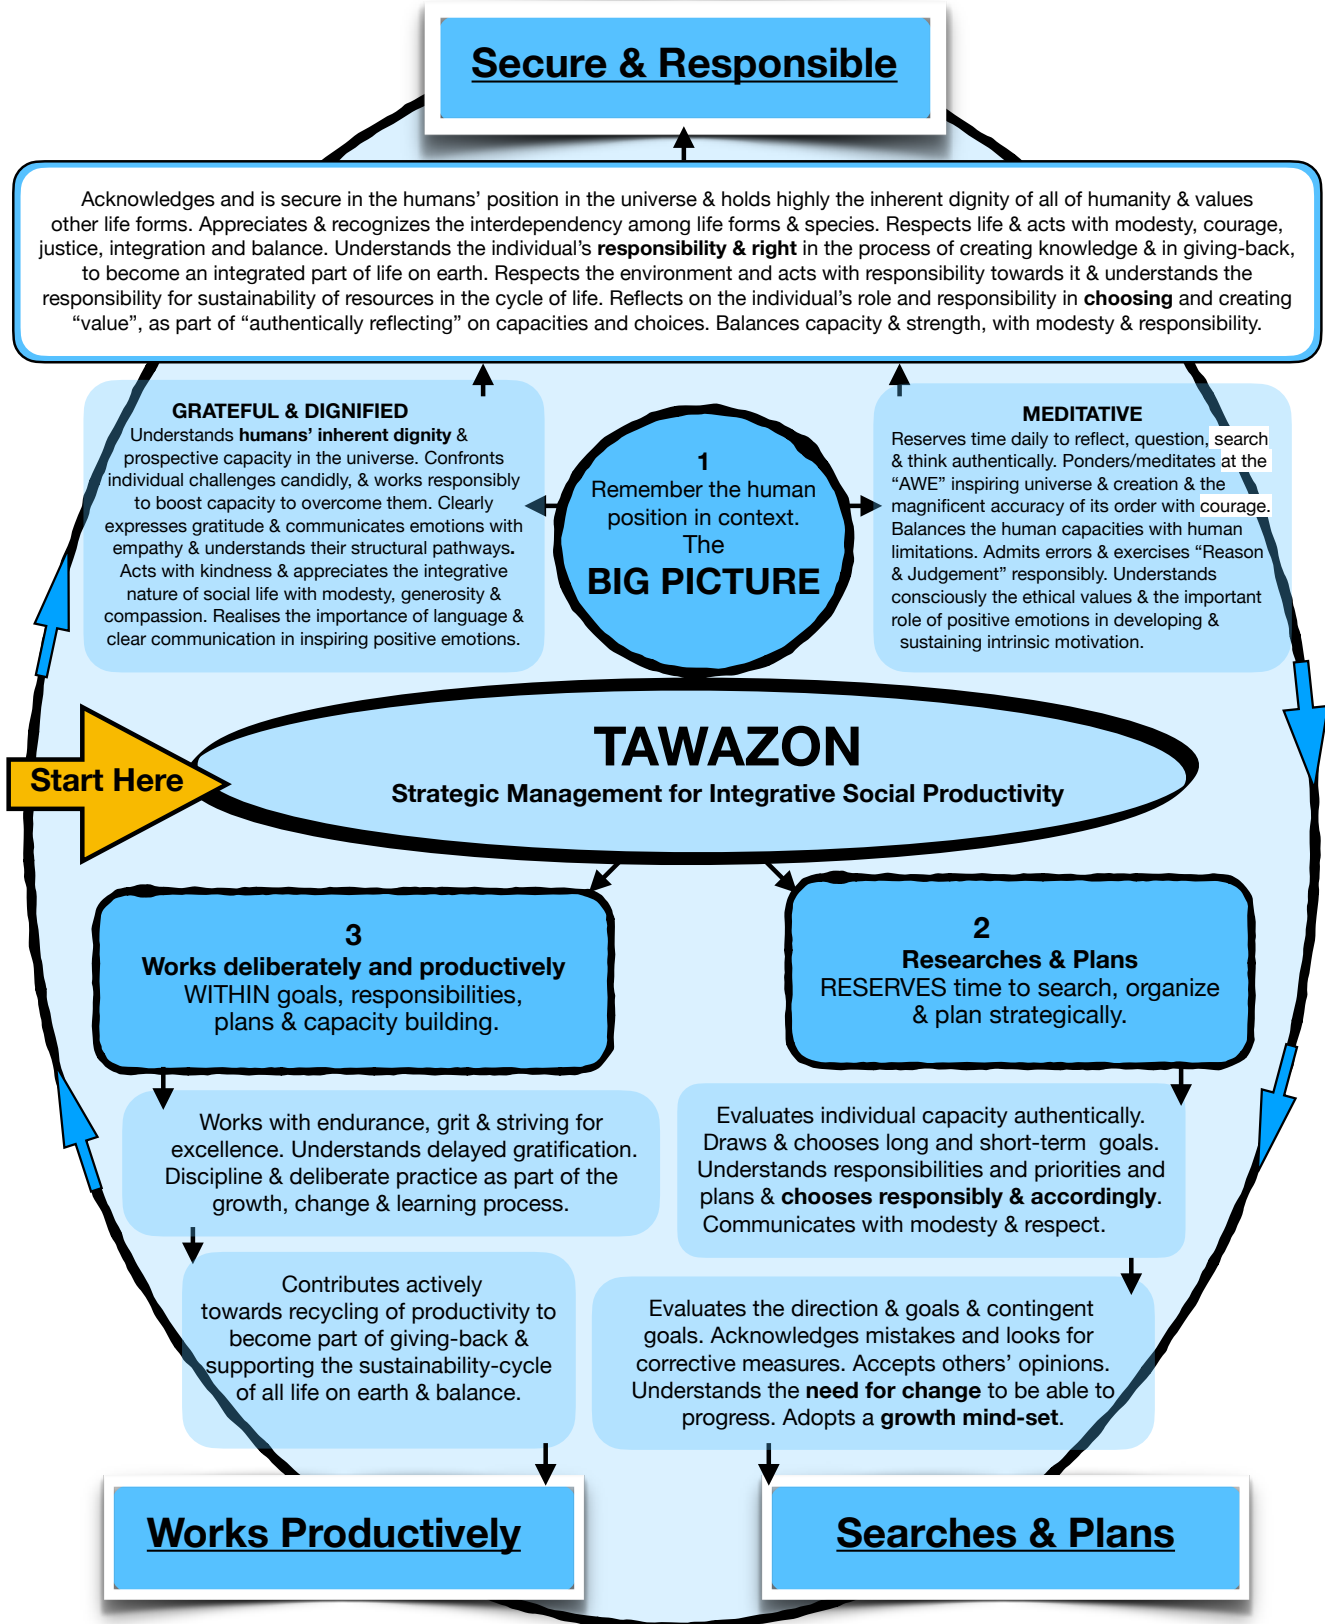 Secure & Responsible
Acknowledges and is secure in the humans’ position in the universe & holds highly the inherent dignity of all of humanity & values
other life forms. Appreciates & recognizes the interdependency among life forms & species. Respects life & acts with modesty, courage,
justice, integration and balance. Understands the individual’s responsibility & right in the process of creating knowledge & in giving-back,
to become an integrated part of life on earth. Respects the environment and acts with responsibility towards it & understands the
responsibility for sustainability of resources in the cycle of life. Reflects on the individual’s role and responsibility in choosing and creating
“value”, as part of “authentically reflecting” on capacities and choices. Balances capacity & strength, with modesty & responsibility.
GRATEFUL & DIGNIFIED
Understands humans’ inherent dignity &
prospective capacity in the universe. Confronts
individual challenges candidly, & works responsibly
to boost capacity to overcome them. Clearly
expresses gratitude & communicates emotions with
empathy & understands their structural pathways.
Acts with kindness & appreciates the integrative
nature of social life with modesty, generosity &
compassion. Realises the importance of language &
clear communication in inspiring positive emotions.
1
Remember the human
position in context.
The
BIG PICTURE
MEDITATIVE
Reserves time daily to reflect, question, search
& think authentically. Ponders/meditates at the
“AWE” inspiring universe & creation & the
magnificent accuracy of its order with courage.
Balances the human capacities with human
limitations. Admits errors & exercises “Reason
& Judgement” responsibly. Understands
consciously the ethical values & the important
role of positive emotions in developing &
sustaining intrinsic motivation.
Start Here
TAWAZON
Strategic Management for Integrative Social Productivity
3
Works deliberately and productively
WITHIN goals, responsibilities,
plans & capacity building.
2
Researches & Plans
RESERVES time to search, organize
& plan strategically.
Works with endurance, grit & striving for
excellence. Understands delayed gratification.
Discipline & deliberate practice as part of the
growth, change & learning process.
Evaluates individual capacity authentically.
Draws & chooses long and short-term goals.
Understands responsibilities and priorities and
plans & chooses responsibly & accordingly.
Communicates with modesty & respect.
Contributes actively
towards recycling of productivity to
become part of giving-back &
supporting the sustainability-cycle
of all life on earth & balance.
Evaluates the direction & goals & contingent
goals. Acknowledges mistakes and looks for
corrective measures. Accepts others’ opinions.
Understands the need for change to be able to
progress. Adopts a growth mind-set.
Works Productively
Searches & Plans